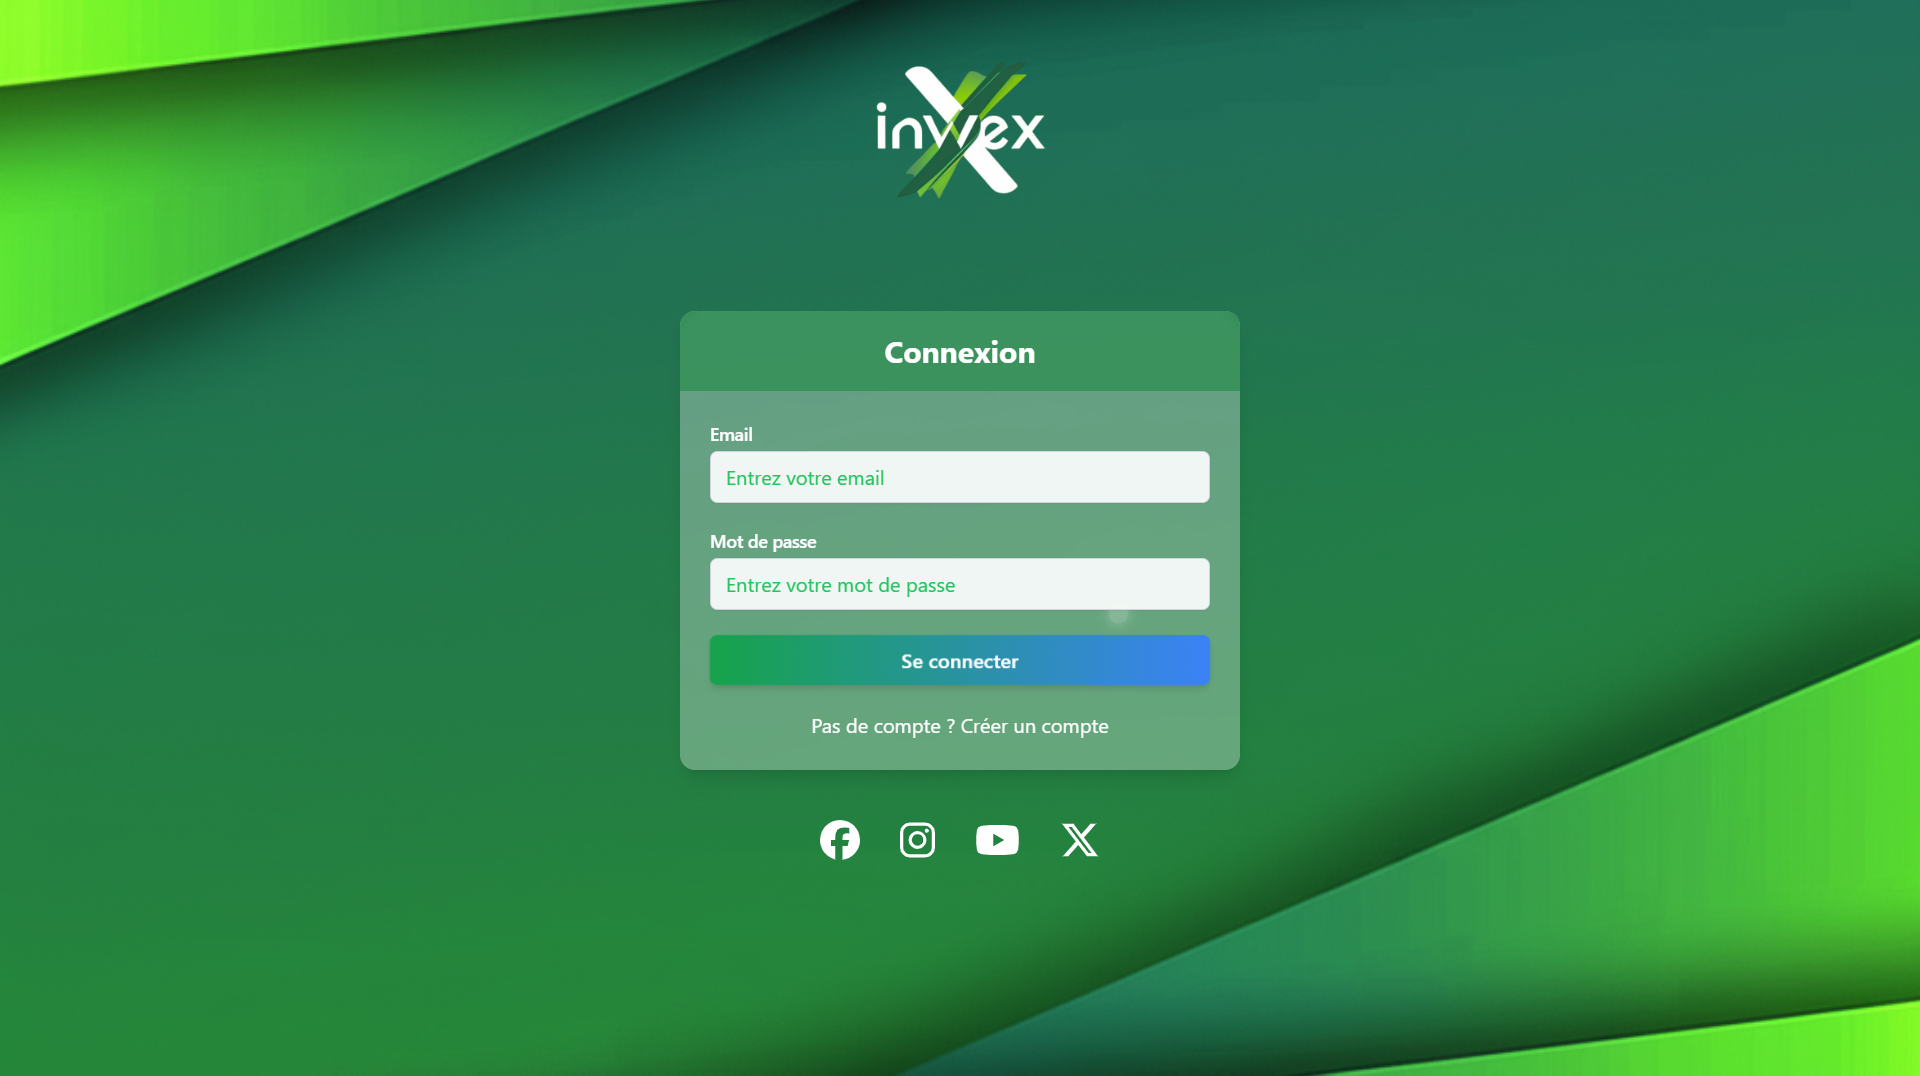 inwex
Connexion
Email
Entrez votre email
Mot de passe
Entrez votre mot de passe
Se connecter
Pas de compte ? Créer un compte